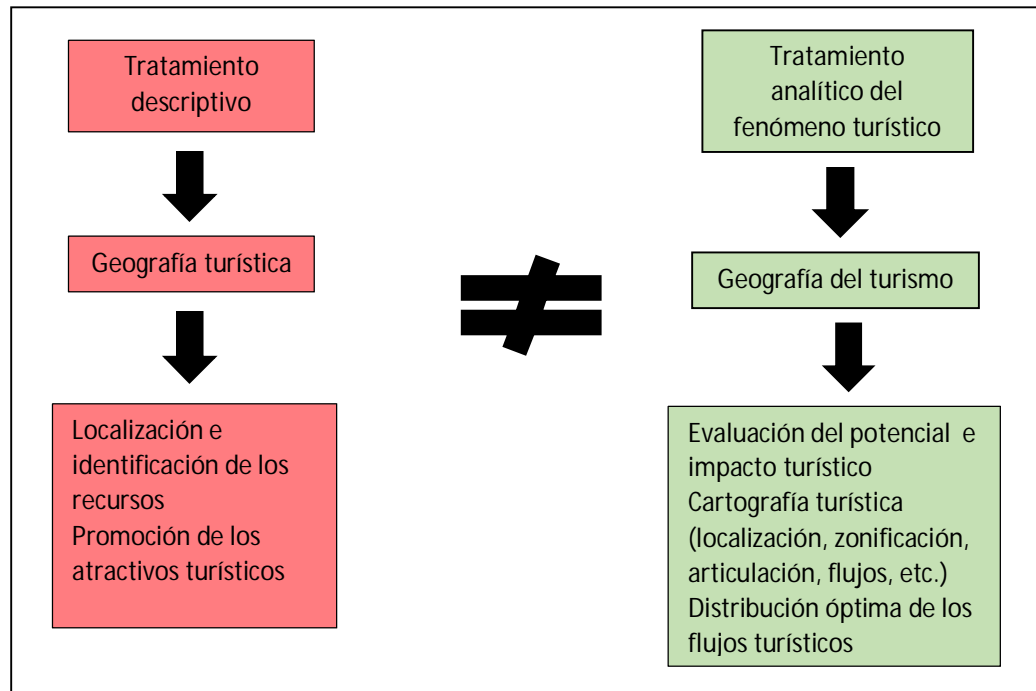 Tratamiento
descriptivo
Geografía turística
Localización e
identificación de los
recursos
Promoción de los
atractivos turísticos
≠
Tratamiento
analítico del
fenómeno turístico
Geografía del turismo
Evaluación del potencial e
impacto turístico
Cartografía turística
(localización, zonificación,
articulación, flujos, etc.)
Distribución óptima de los
flujos turísticos